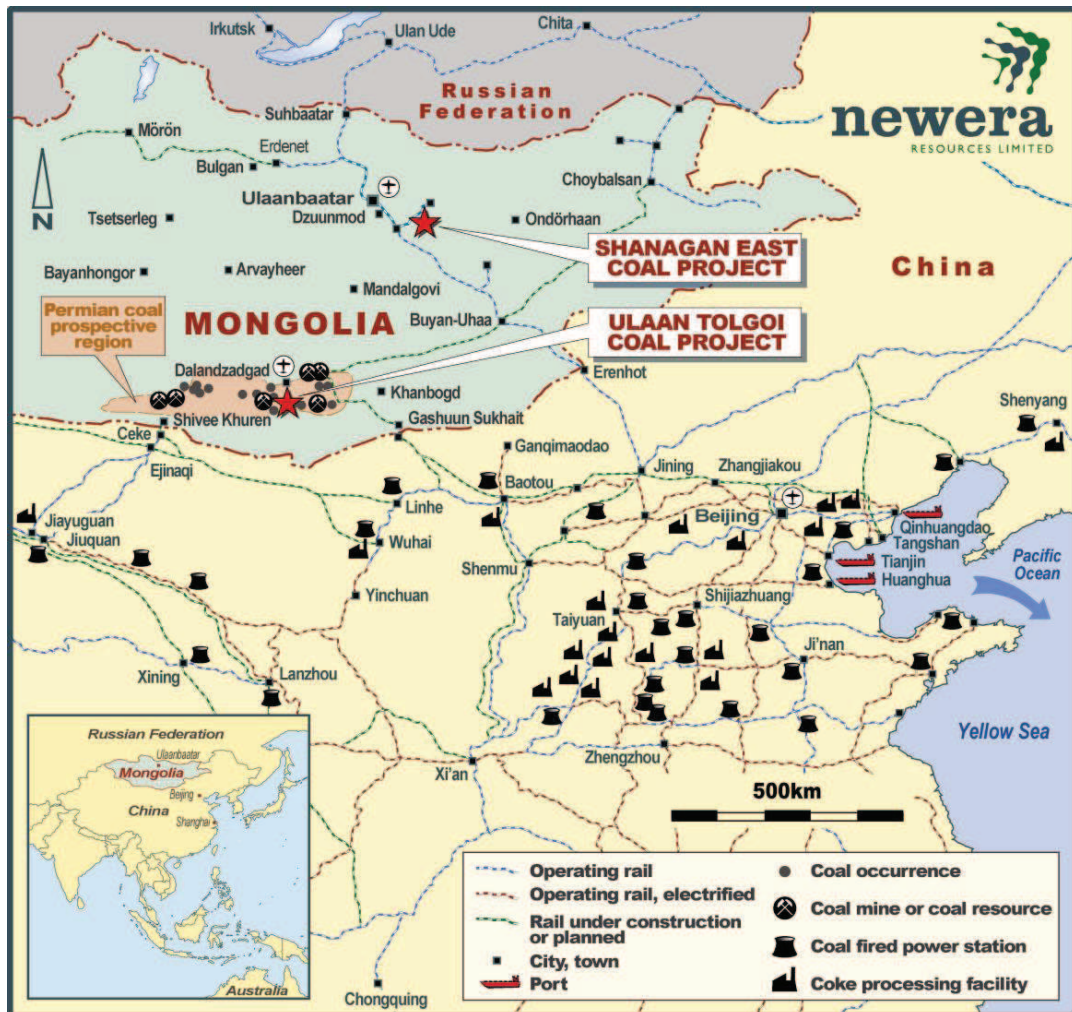 Irkutsk
Ulan Ude
Chita
Russian
Federation
newera
RESOURCES LIMITED
Suhbaatar
Mörön
Erdenet
Bulgan
Choybalsan
N
Ulaanbaatar
Dzuunmod
Tsetserleg
Ondörhaan
SHANAGAN EAST
COAL PROJECT
China
Bayanhongor
Arvayheer
Mandalgovi
Permian coal
prospective
region
MONGOLIA
Buyan-Uhaa
ULAAN TOLGOI
COAL PROJECT
Dalandzadgad
Khanbogd
Erenhot
Shivee Khuren
Gashuun Sukhait
Shenyang
Ceke
Ejinaqi
Ganqimaodao
Jining
Zhangjiakou
Baotou
Linhe
Beijing
Qinhuangdao
Tangshan
Jiayuguan
Jiuquan
Wuhai
Tianjin
Huanghua
Pacific
Ocean
Shenmu
Yinchuan
Shijiazhuang
Taiyuan
Ji'nan
Xining
Lanzhou
Yellow Sea
Zhengzhou
Xi'an
500km
Chongquing
Russian Federation
Ulaanbaatar
Mongolia
Beijing
China
Shanghai
Australia
Operating rail
Operating rail, electrified
Rail under construction
or planned
City, town
Port
Coal occurrence
Coal mine or coal resource
Coal fired power station
Coke processing facility